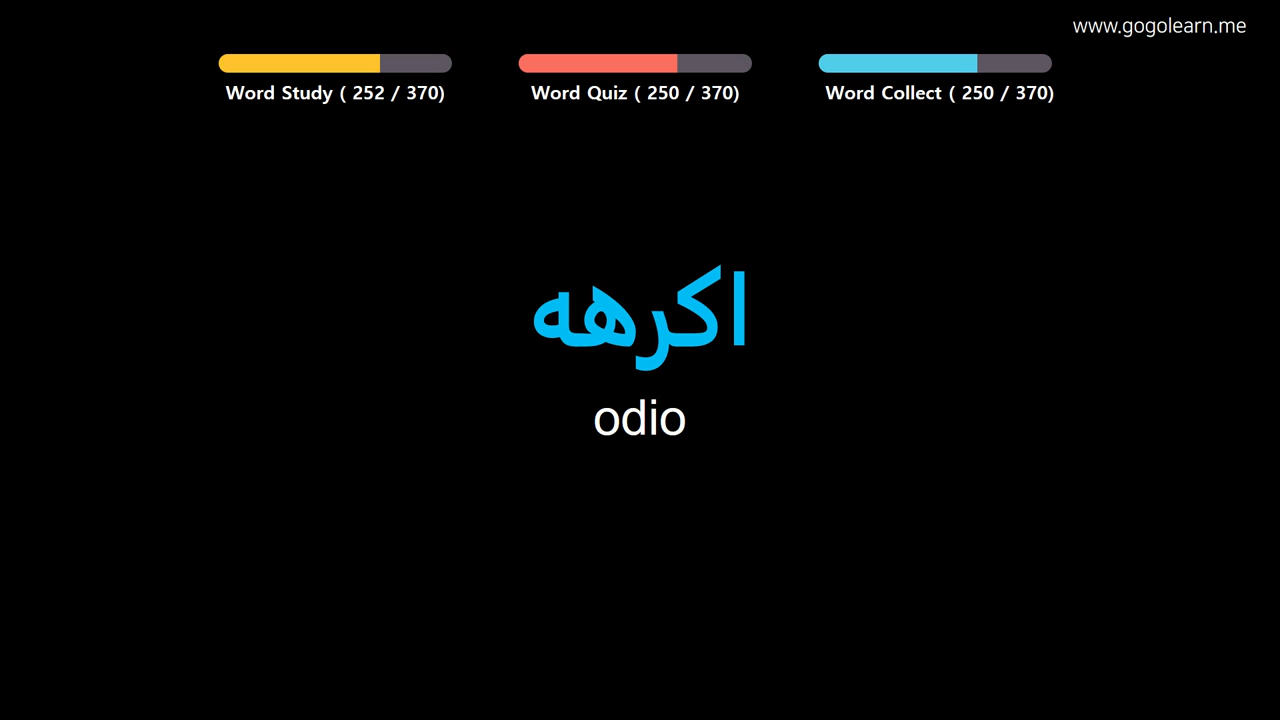 www.gogolearn.me
Word Study ( 252 / 370)
Word Quiz ( 250 / 370)
Word Collect ( 250 / 370)
اكرهه
odio